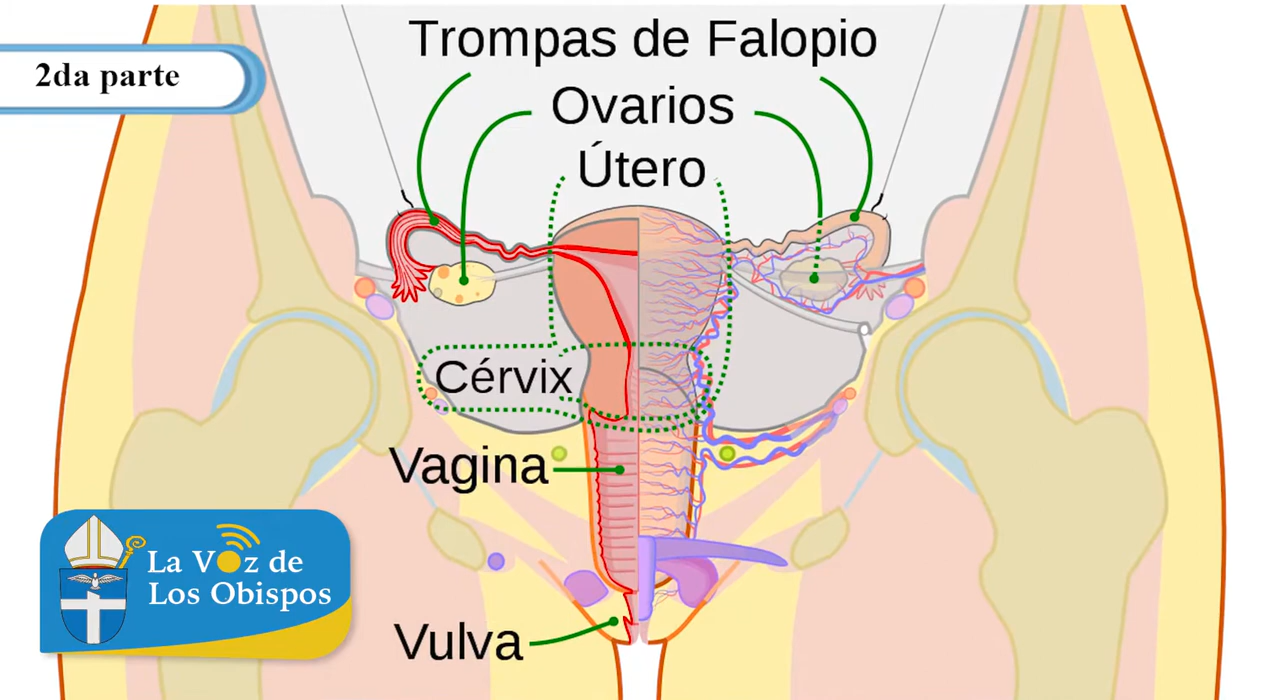 Trompas de Falopio
2da parte
Ovarios
Útero
Cérvix
Vagina
La Voz de
Los Obispos
Vulva